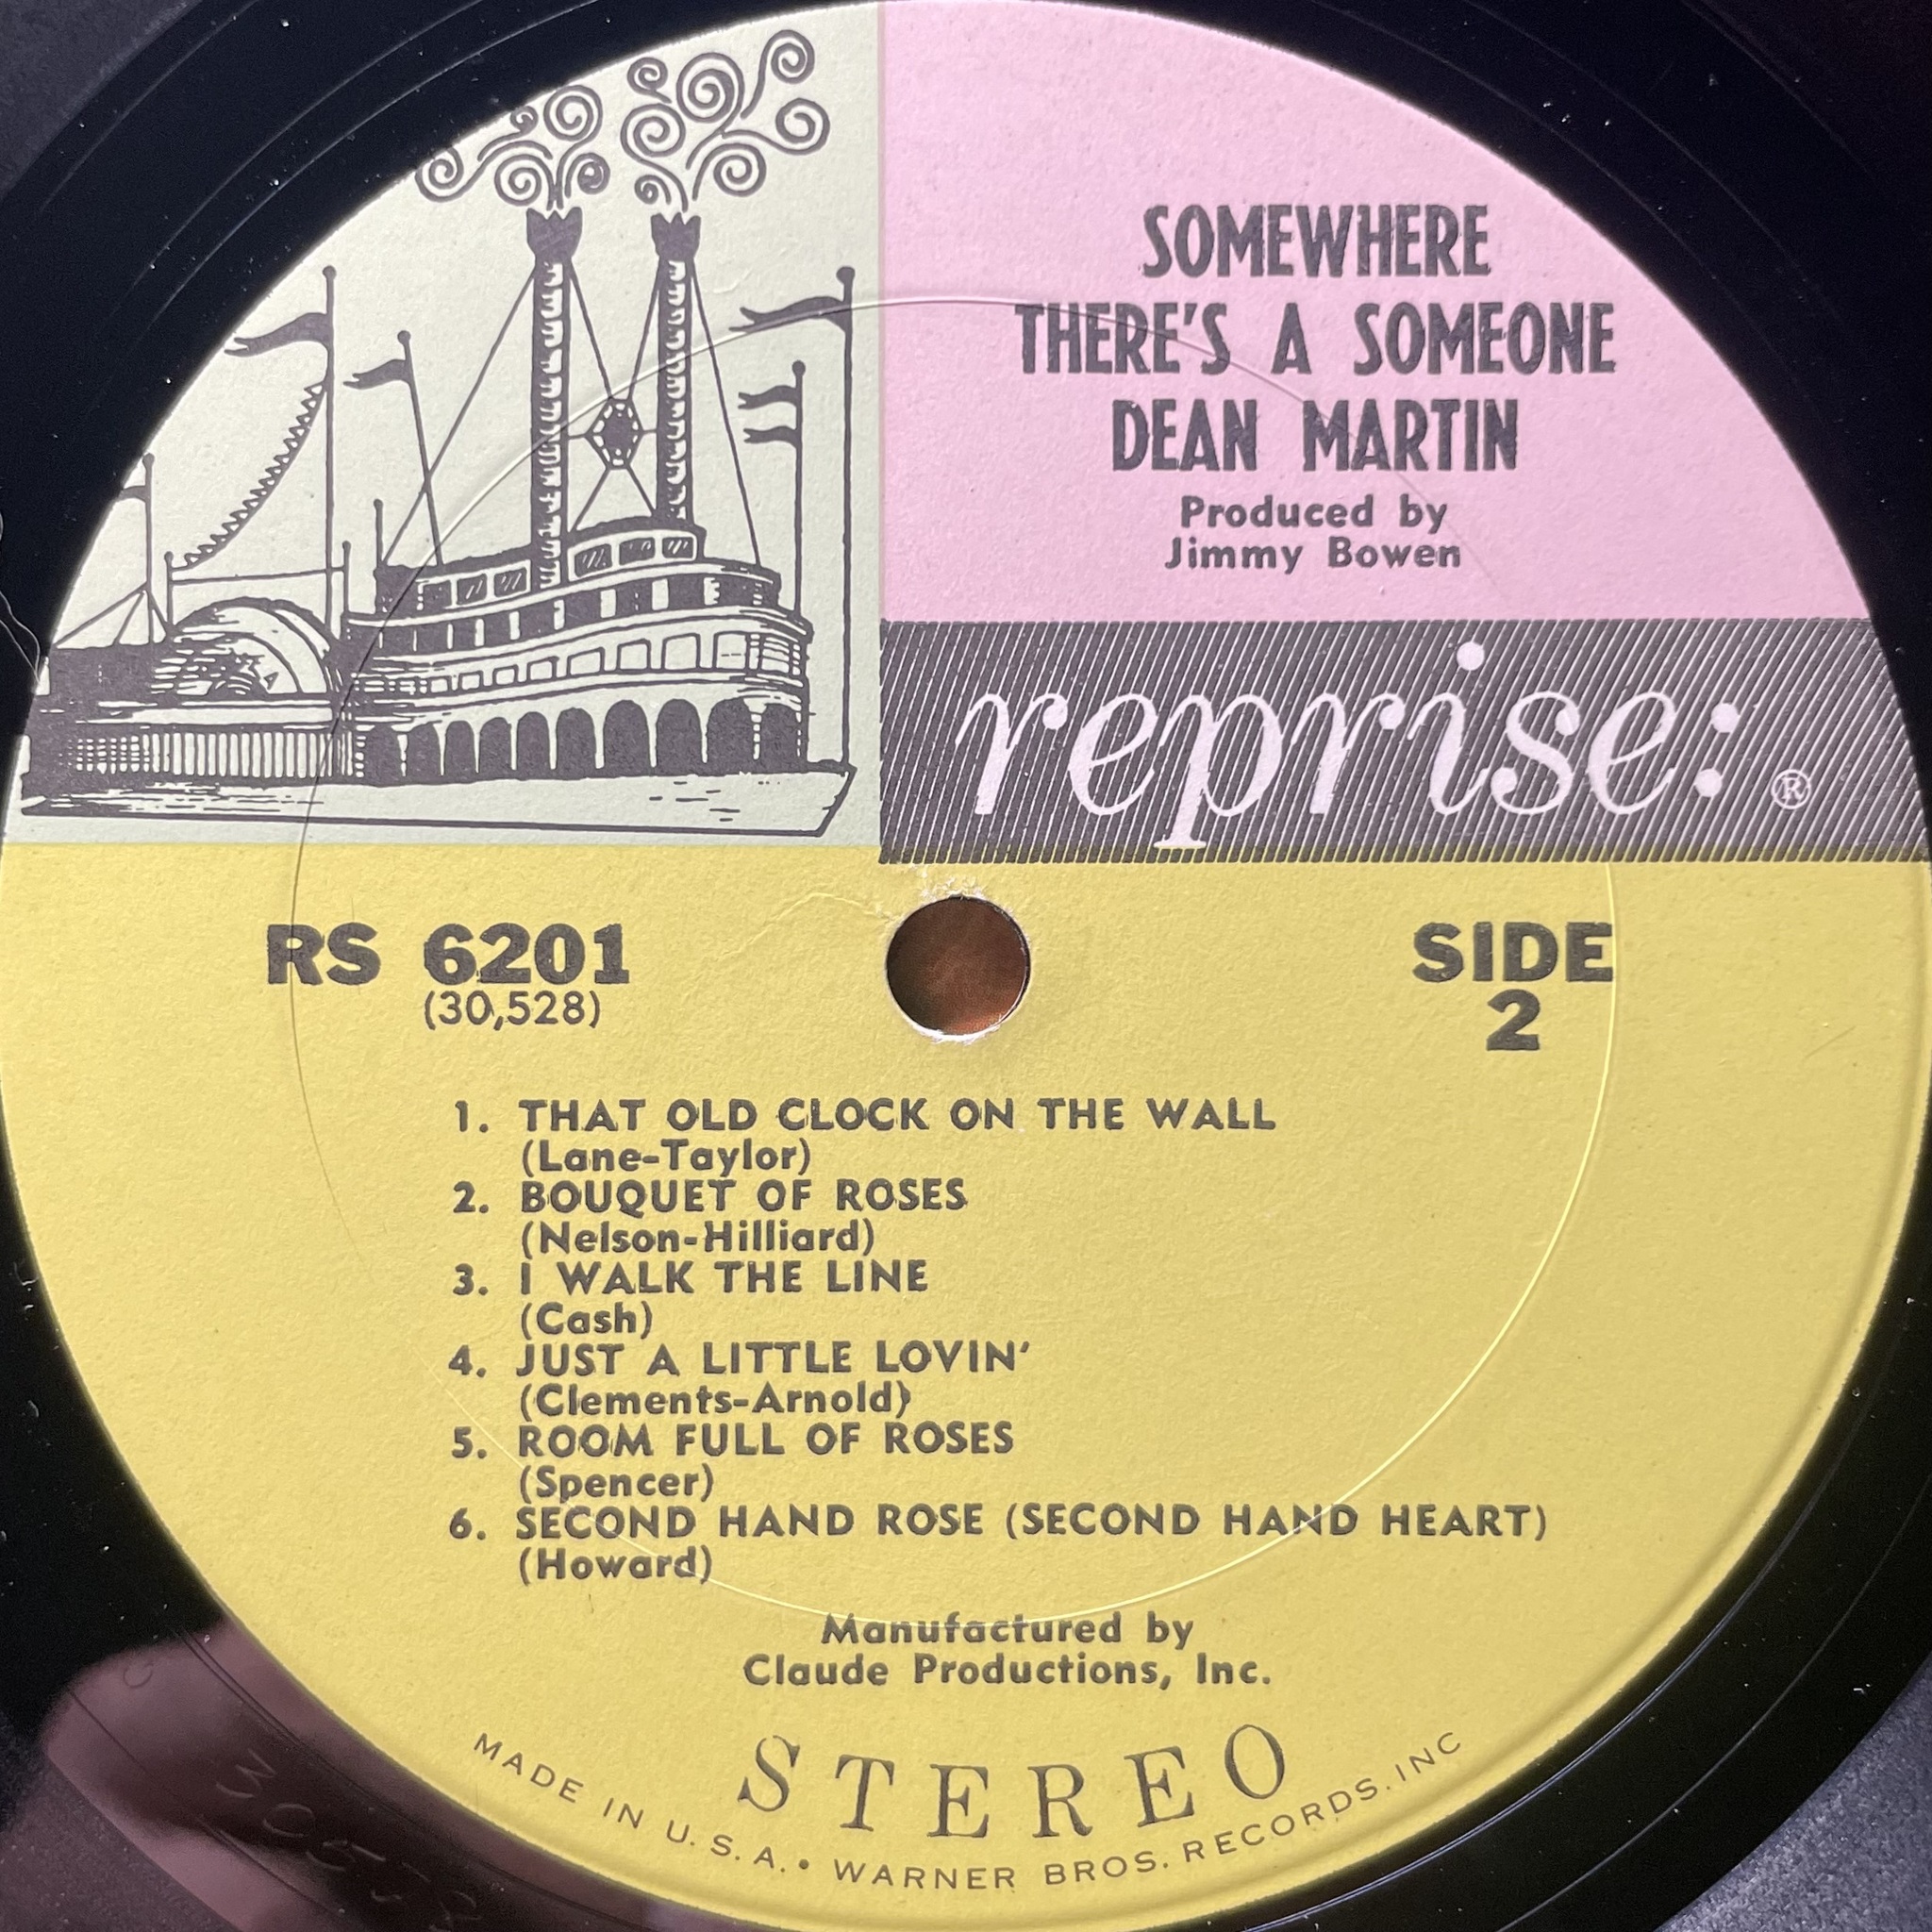 SOMEWHERE
THERE'S A SOMEONE
DEAN MARTIN
Produced by
Jimmy Bowen
reprise: ®
RS 6201
(30,528)
SIDE
2
1. THAT OLD CLOCK ON THE WALL
(Lane-Taylor)
2. BOUQUET OF ROSES
(Nelson-Hilliard)
3. I WALK THE LINE
(Cash)
4. JUST A LITTLE LOVIN'
(Clements-Arnold)
5. ROOM FULL OF ROSES
(Spencer)
6. SECOND HAND ROSE (SECOND HAND HEART)
(Howard)
Manufactured by
Claude Productions, Inc.
STEREO
MADE IN U.S.A. • WARNER BROS. RECORDS. INC